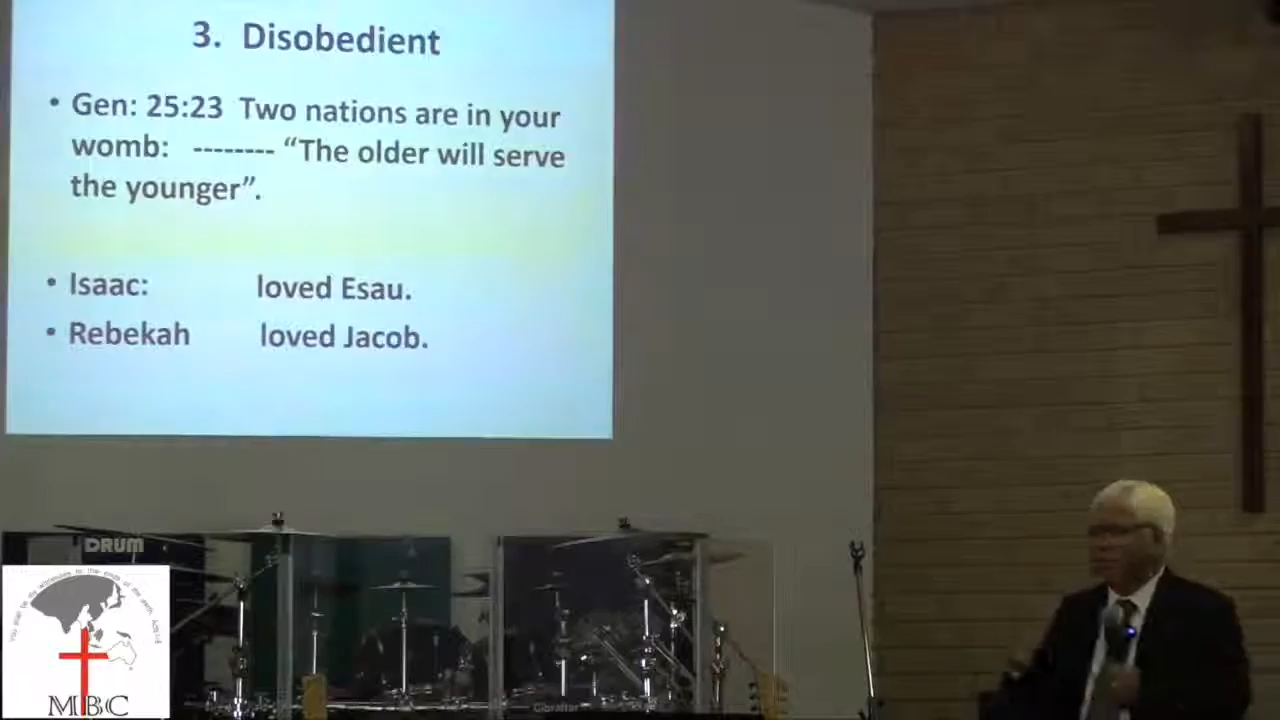 3. Disobedient
• Gen: 25:23 Two nations are in your
womb: -------- “The older will serve
the younger”.
• Isaac: loved Esau.
• Rebekah loved Jacob.
DRUM
MBC
Gibraltar